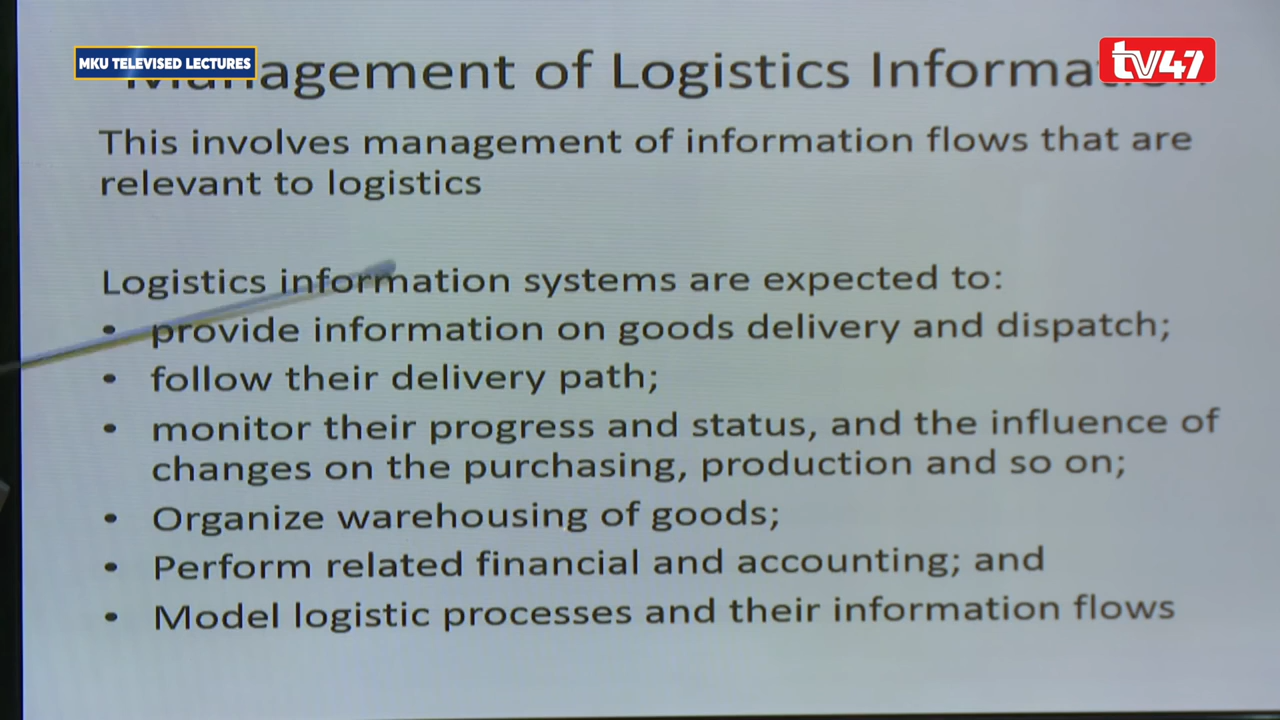 MKU TELEVISED LECTURES
tv47
Management of Logistics Information
This involves management of information flows that are
relevant to logistics
Logistics information systems are expected to:
• provide information on goods delivery and dispatch;
• follow their delivery path;
• monitor their progress and status, and the influence of
changes on the purchasing, production and so on;
• Organize warehousing of goods;
• Perform related financial and accounting; and
• Model logistic processes and their information flows